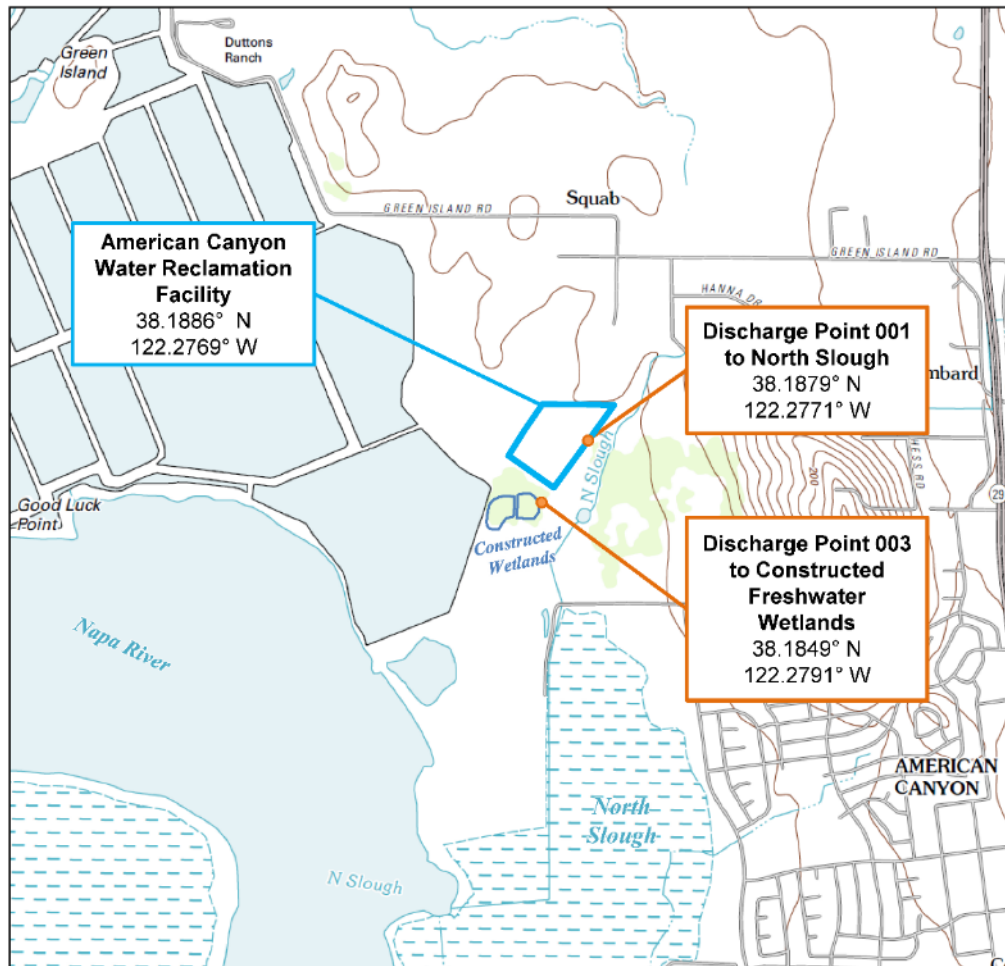 Green
Island
Duttons
Ranch
GREEN ISLAND RD
Squab
GREEN ISLAND RD
HANNA DR
American Canyon
Water Reclamation
Facility
38.1886° N
122.2769° W
Discharge Point 001
to North Slough
38.1879° N
122.2771° W
mbard
HESS RD
200
29
N Slough
Good Luck
Point
Constructed
Wetlands
Discharge Point 003
to Constructed
Freshwater
Wetlands
38.1849° N
122.2791° W
Napa River
AMERICAN
CANYON
North
Slough
N Slough